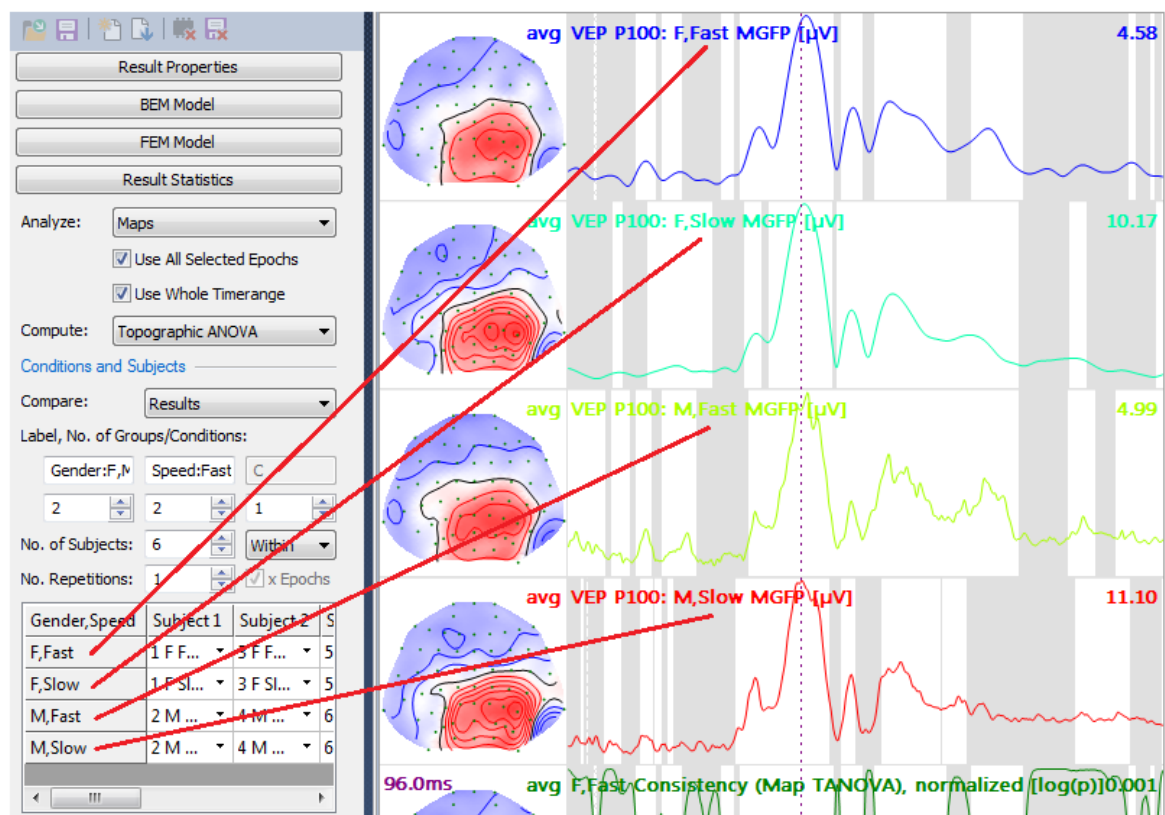 Result Properties
BEM Model
FEM Model
Result Statistics
Analyze: Maps
Use All Selected Epochs
Use Whole Timerange
Compute: Topographic ANOVA
Conditions and Subjects
Compare: Results
Label, No. of Groups/Conditions:
Gender:F,M Speed:Fast C
2 2 1
No. of Subjects: 6 Within
No. Repetitions: 1 x Epochs
Gender,Speed Subject 1 Subject 2 S
F,Fast 1 F F... 3 F F... 5
F,Slow 1 F Sl... 3 F Sl... 5
M,Fast 2 M ... 4 M ... 6
M,Slow 2 M ... 4 M ... 6
avg VEP P100: F,Fast MGFP [µV] 4.58
avg VEP P100: F,Slow MGFP [µV] 10.17
avg VEP P100: M,Fast MGFP [µV] 4.99
avg VEP P100: M,Slow MGFP [µV] 11.10
96.0ms avg F,Fast Consistency (Map TANOVA), normalized [log(p)]0.001